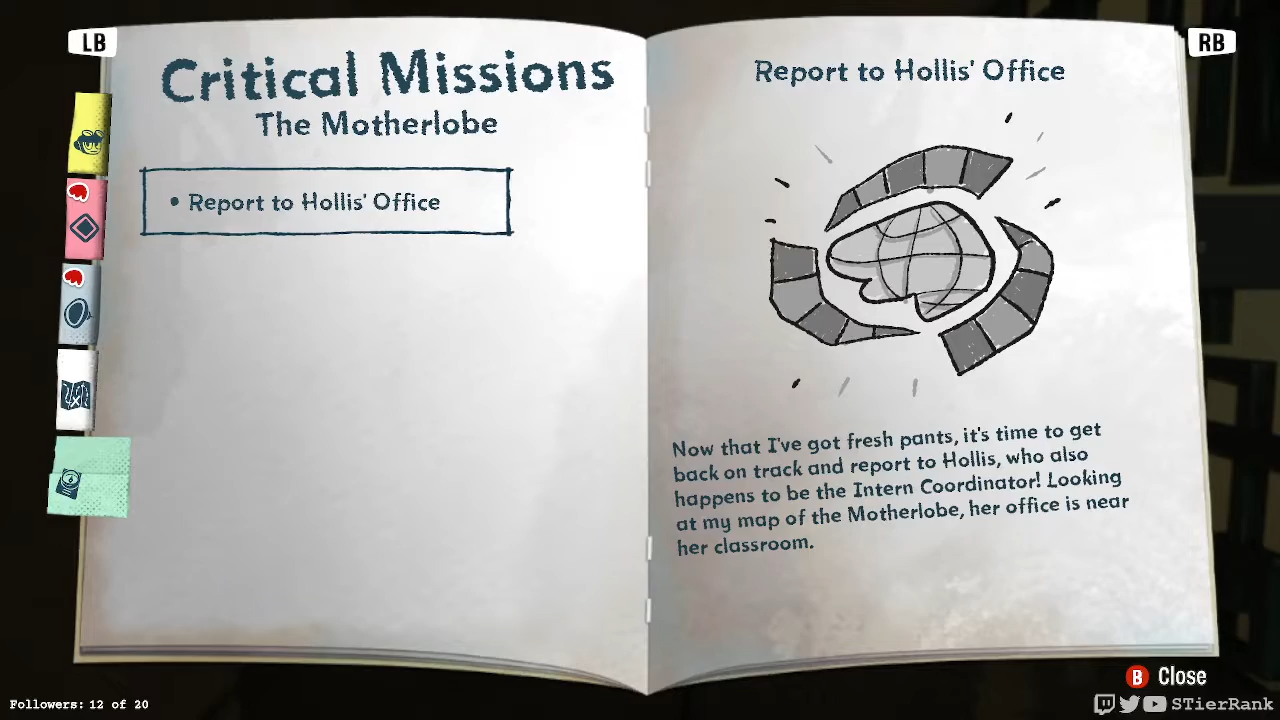 LB
RB
Critical Missions
The Motherlobe
• Report to Hollis' Office
Report to Hollis' Office
Now that I've got fresh pants, it's time to get
back on track and report to Hollis, who also
happens to be the Intern Coordinator! Looking
at my map of the Motherlobe, her office is near
her classroom.
B Close
Followers: 12 of 20
STierRank